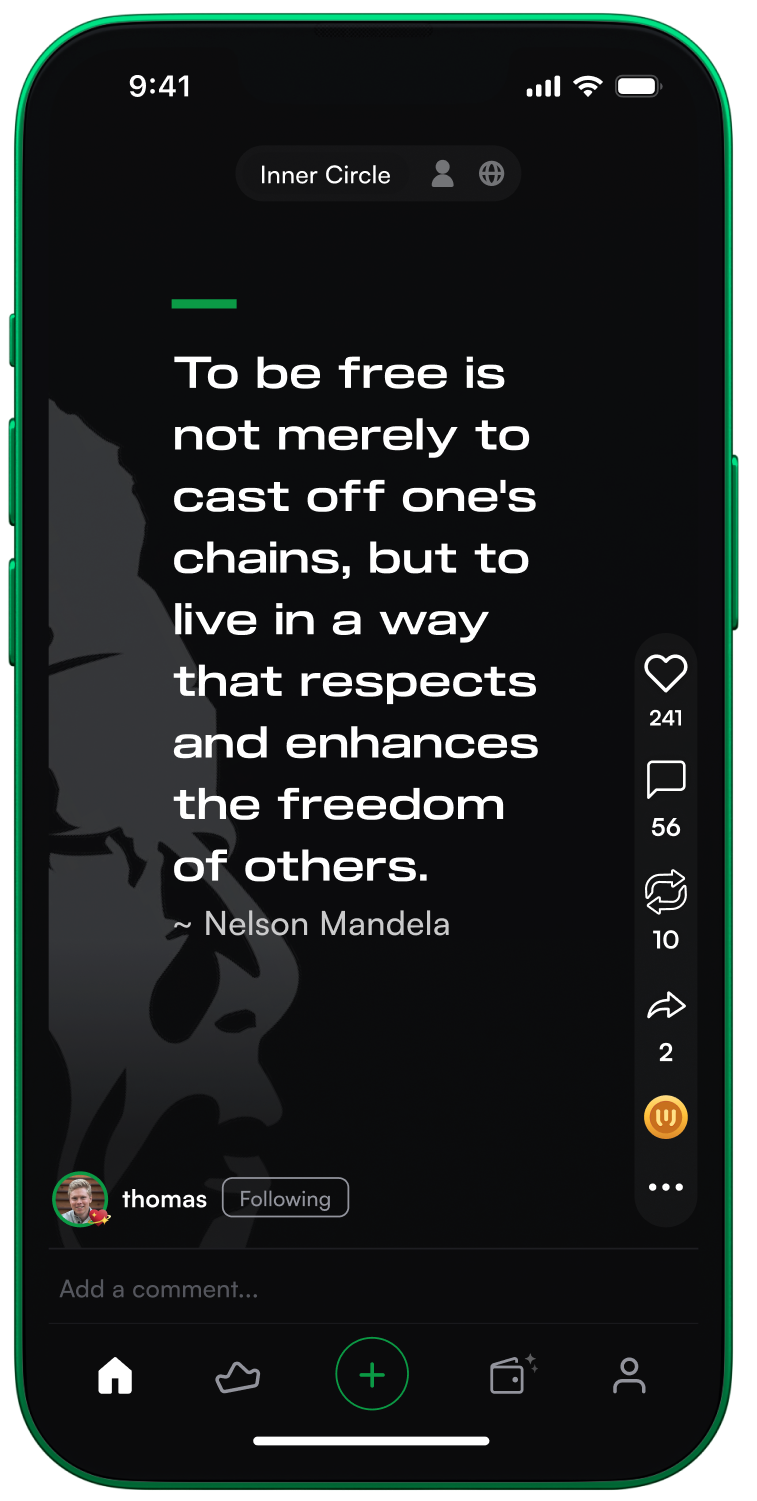 9:41
Inner Circle
To be free is
not merely to
cast off one's
chains, but to
live in a way
that respects
and enhances
the freedom
of others.
~ Nelson Mandela
241
56
10
2
thomas Following
Add a comment...